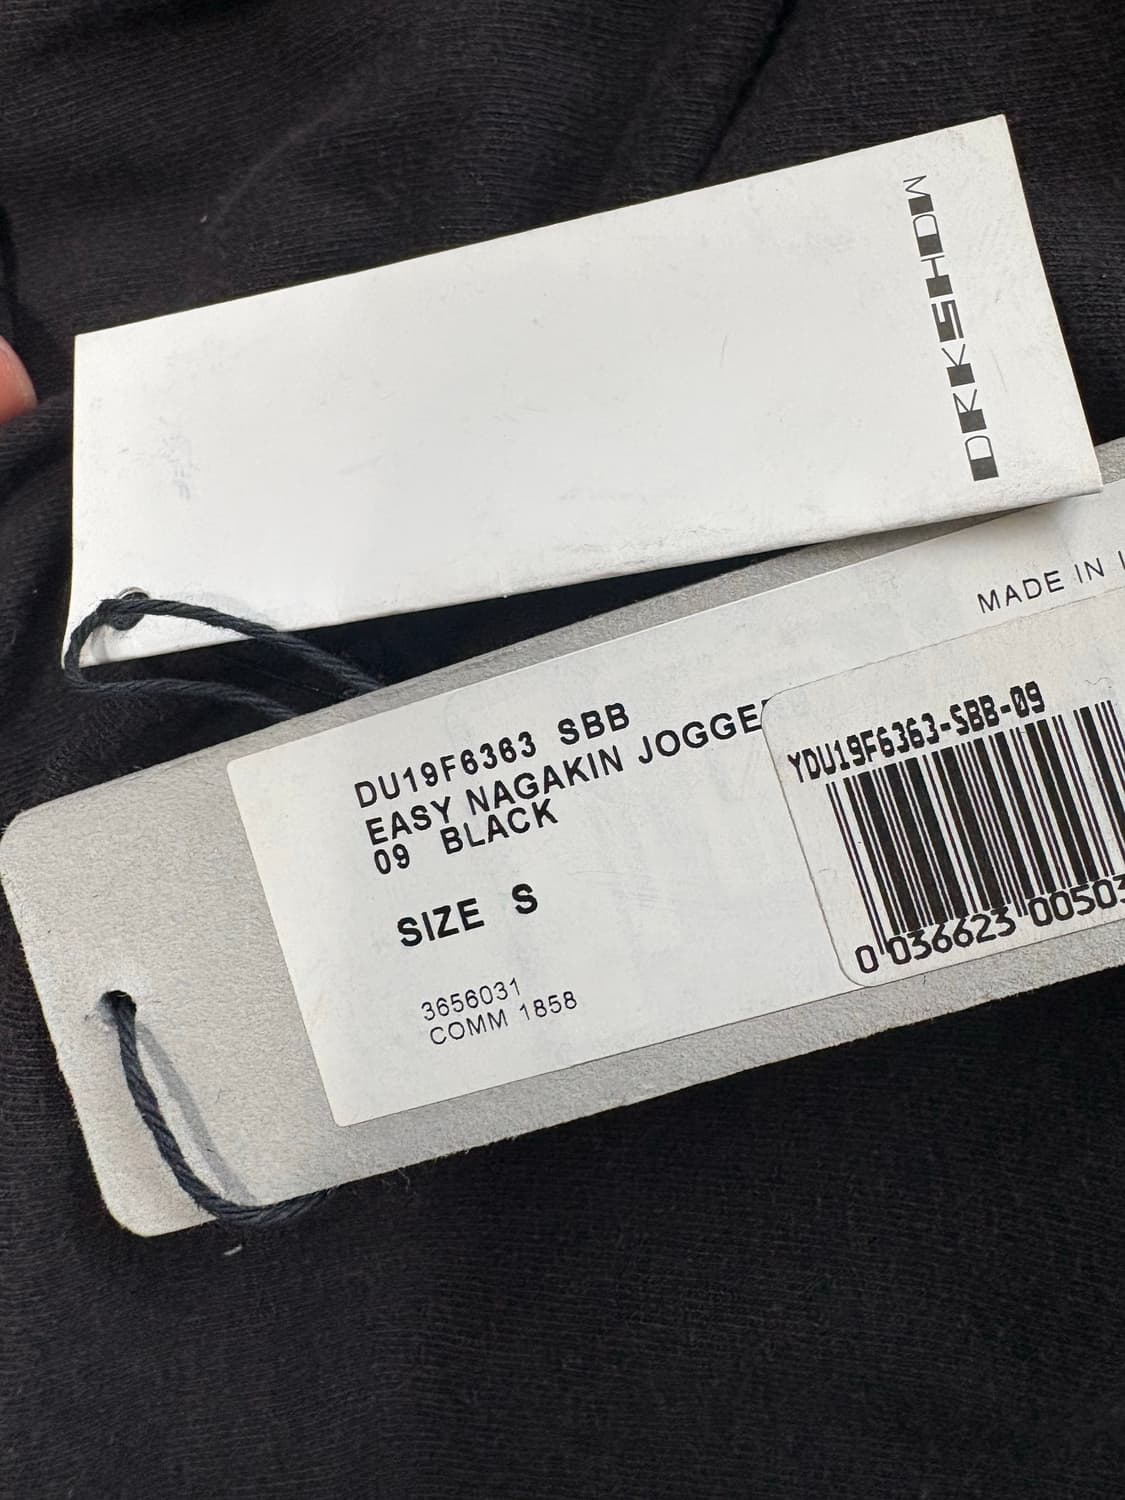 DRKSHDW
MADE IN
DU19F6363 SBB
EASY NAGAKIN JOGGE
09 BLACK
SIZE S
3656031
COMM 1858
YDU19F6363-SBB-09
0 036623 00503